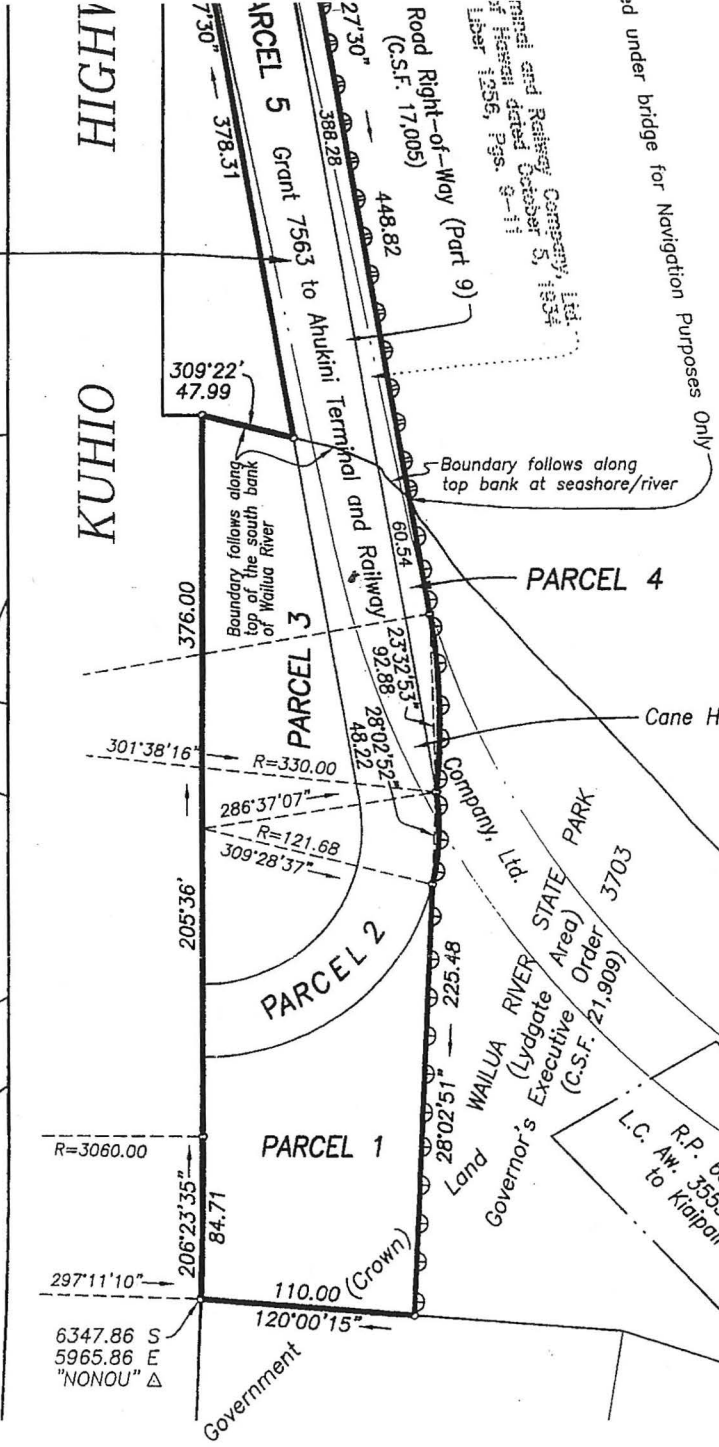 HIGHW
KUHIO
7'30" 378.31
ARCEL 5
Grant 7563 to Ahukini Terminal and Railway Company, Ltd.
388.28
27'30"
448.82
Road Right-of-Way (Part 9)
(C.S.F. 17,005)
minal and Railway Company, Ltd.
of Hawaii dated October 5, 1934
Liber 1256, Pgs. 9-11
ed under bridge for Navigation Purposes Only
309°22'
47.99
Boundary follows along
top of the south bank
of Wailua River
Boundary follows along
top bank at seashore/river
60.54
PARCEL 4
376.00
PARCEL 3
23°32'53"
92.88
28°02'52"
48.22
Cane H
301°38'16"
R=330.00
286°37'07"
R=121.68
309°28'37"
205°36'
PARCEL 2
225.48
28°02'51"
Land
WAILUA RIVER STATE PARK
(Lydgate Area)
Governor's Executive Order 3703
(C.S.F. 21,909)
R.P. 6
L.C. Aw. 355
to Kiaipai
R=3060.00
PARCEL 1
206°23'35"
84.71
297°11'10"
110.00 (Crown)
120°00'15"
6347.86 S
5965.86 E
"NONOU" △
Government